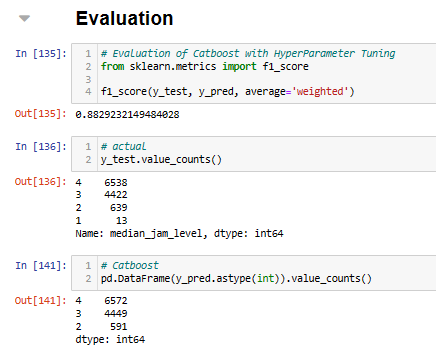 Evaluation
In [135]:
1 # Evaluation of Catboost with HyperParameter Tuning
2 from sklearn.metrics import f1_score
3
4 f1_score(y_test, y_pred, average='weighted')
Out[135]: 0.8829232149484028
In [136]:
1 # actual
2 y_test.value_counts()
Out[136]:
4 6538
3 4422
2 639
1 13
Name: median_jam_level, dtype: int64
In [141]:
1 # Catboost
2 pd.DataFrame(y_pred.astype(int)).value_counts()
Out[141]:
4 6572
3 4449
2 591
dtype: int64